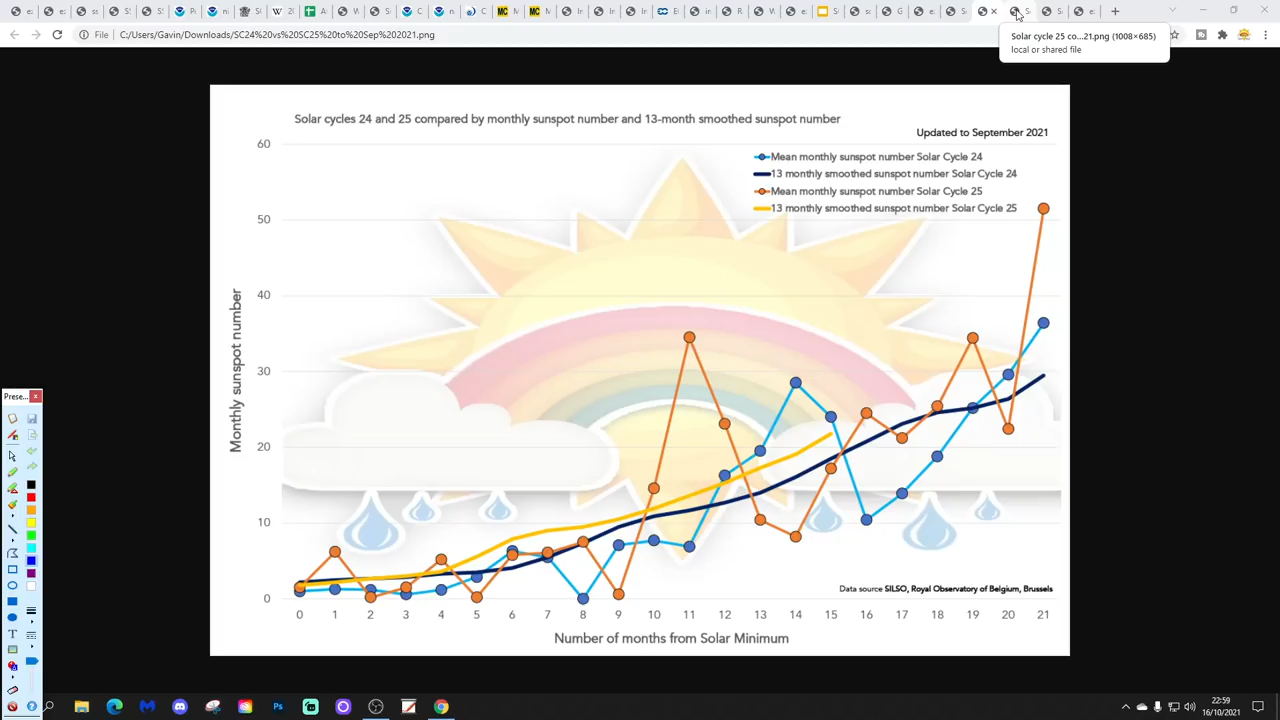 File
C:/Users/Gavin/Downloads/SC24%20vs%20SC25%20to%20Sep%202021.png
Solar cycle 25 co...21.png (1008×685)
local or shared file
Solar cycles 24 and 25 compared by monthly sunspot number and 13-month smoothed sunspot number
Updated to September 2021
Mean monthly sunspot number Solar Cycle 24
13 monthly smoothed sunspot number Solar Cycle 24
Mean monthly sunspot number Solar Cycle 25
13 monthly smoothed sunspot number Solar Cycle 25
60
50
40
30
20
10
0
Monthly sunspot number
Data source SILSO, Royal Observatory of Belgium, Brussels
0 1 2 3 4 5 6 7 8 9 10 11 12 13 14 15 16 17 18 19 20 21
Number of months from Solar Minimum
Prese...
22:59
16/10/2021